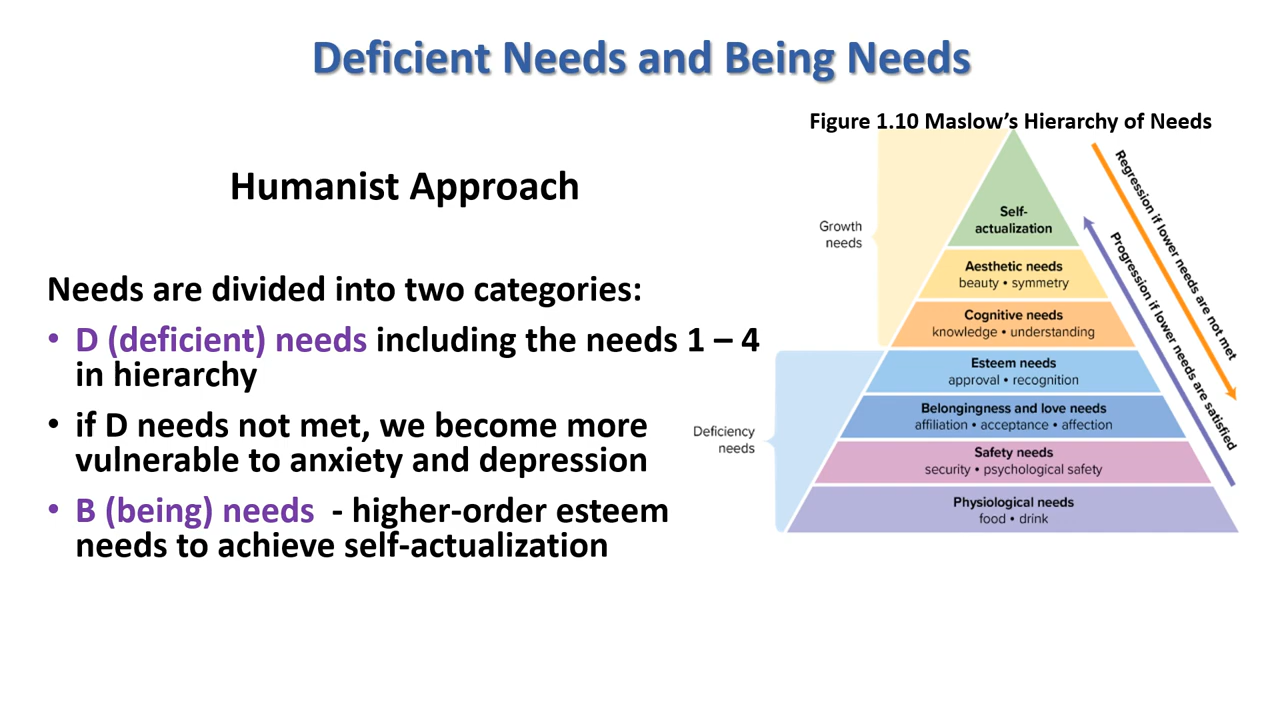 Deficient Needs and Being Needs
Humanist Approach
Needs are divided into two categories:
• D (deficient) needs including the needs 1 – 4
in hierarchy
• if D needs not met, we become more
vulnerable to anxiety and depression
• B (being) needs - higher-order esteem
needs to achieve self-actualization
Figure 1.10 Maslow’s Hierarchy of Needs
Growth
needs
Deficiency
needs
Self-
actualization
Aesthetic needs
beauty • symmetry
Cognitive needs
knowledge • understanding
Esteem needs
approval • recognition
Belongingness and love needs
affiliation • acceptance • affection
Safety needs
security • psychological safety
Physiological needs
food • drink
Regression if lower needs are not met
Progression if lower needs are satisfied